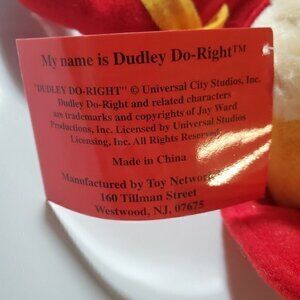 My name is Dudley Do-Right™
"DUDLEY DO-RIGHT" © Universal City Studios, Inc.
Dudley Do-Right and related characters
are trademarks and copyrights of Jay Ward
Productions, Inc. Licensed by Universal Studios
Licensing, Inc. All Rights Reserved.
Made in China
Manufactured by Toy Network
160 Tillman Street
Westwood, NJ. 07675